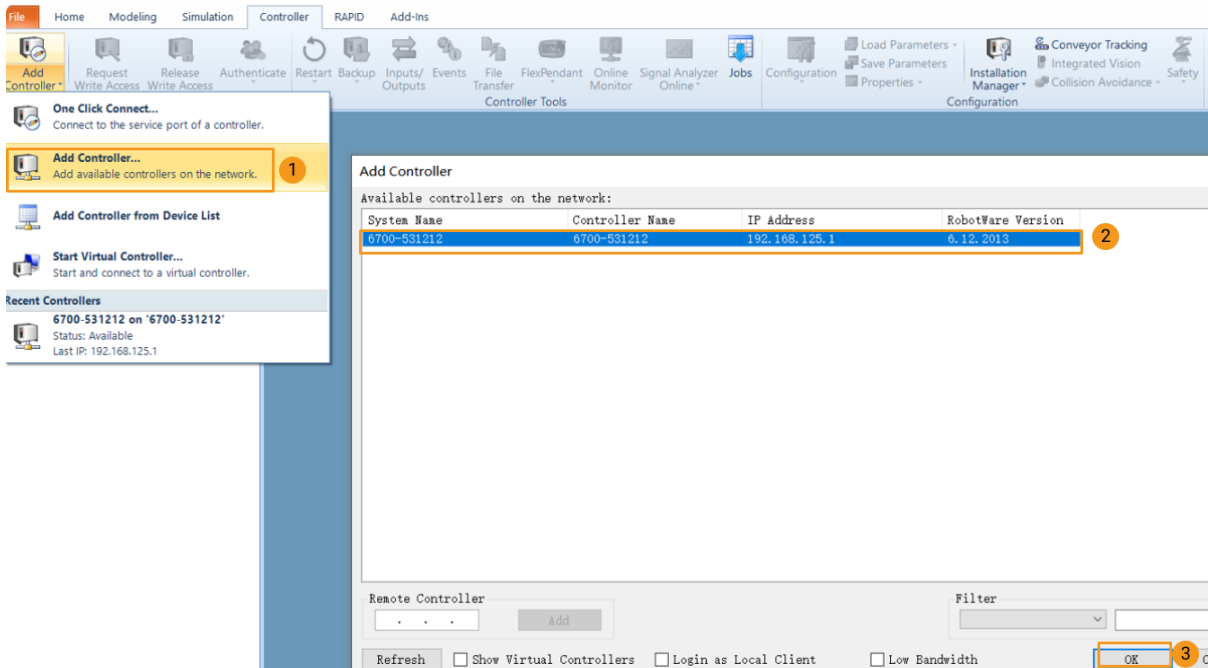 File Home Modeling Simulation Controller RAPID Add-Ins
Add Controller
Request Write Access
Release Write Access
Authenticate
Restart
Backup
Inputs/ Outputs
Events
File Transfer
FlexPendant
Online Monitor
Signal Analyzer Online
Jobs
Configuration
Load Parameters
Save Parameters
Properties
Installation Manager
Conveyor Tracking
Integrated Vision
Collision Avoidance
Safety
Controller Tools
Configuration
One Click Connect...
Connect to the service port of a controller.
Add Controller...
Add available controllers on the network.
1
Add Controller from Device List
Start Virtual Controller...
Start and connect to a virtual controller.
Recent Controllers
6700-531212 on '6700-531212'
Status: Available
Last IP: 192.168.125.1
Add Controller
Available controllers on the network:
System Name Controller Name IP Address RobotWare Version
6700-531212 6700-531212 192.168.125.1 6.12.2013
2
Remote Controller
. . .
Add
Filter
Refresh
Show Virtual Controllers
Login as Local Client
Low Bandwidth
OK
3